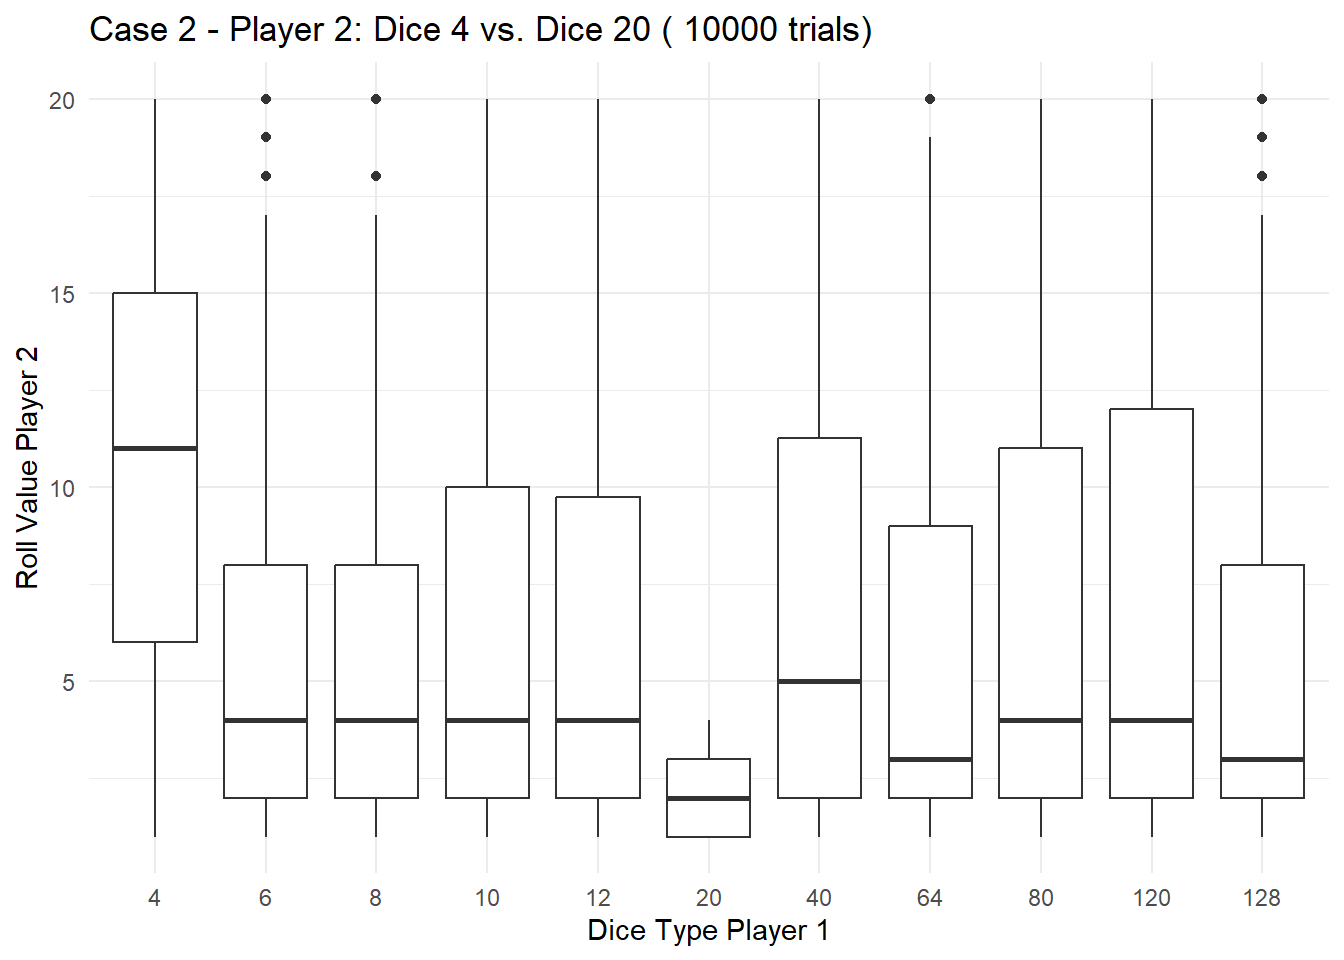 Case 2 - Player 2: Dice 4 vs. Dice 20 ( 10000 trials)
20
15
10
5
Roll Value Player 2
4 6 8 10 12 20 40 64 80 120 128
Dice Type Player 1